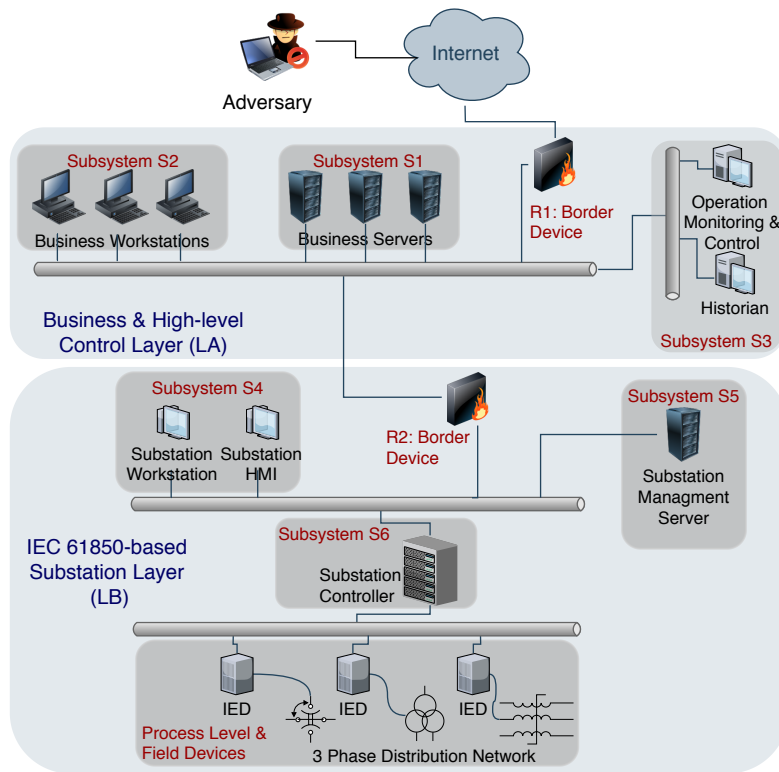 Internet
Adversary
Subsystem S2
Business Workstations
Subsystem S1
Business Servers
R1: Border
Device
Operation
Monitoring &
Control
Historian
Subsystem S3
Business & High-level
Control Layer (LA)
Subsystem S4
Substation
Workstation
Substation
HMI
R2: Border
Device
Subsystem S5
Substation
Managment
Server
IEC 61850-based
Substation Layer
(LB)
Subsystem S6
Substation
Controller
IED
IED
IED
Process Level &
Field Devices
3 Phase Distribution Network